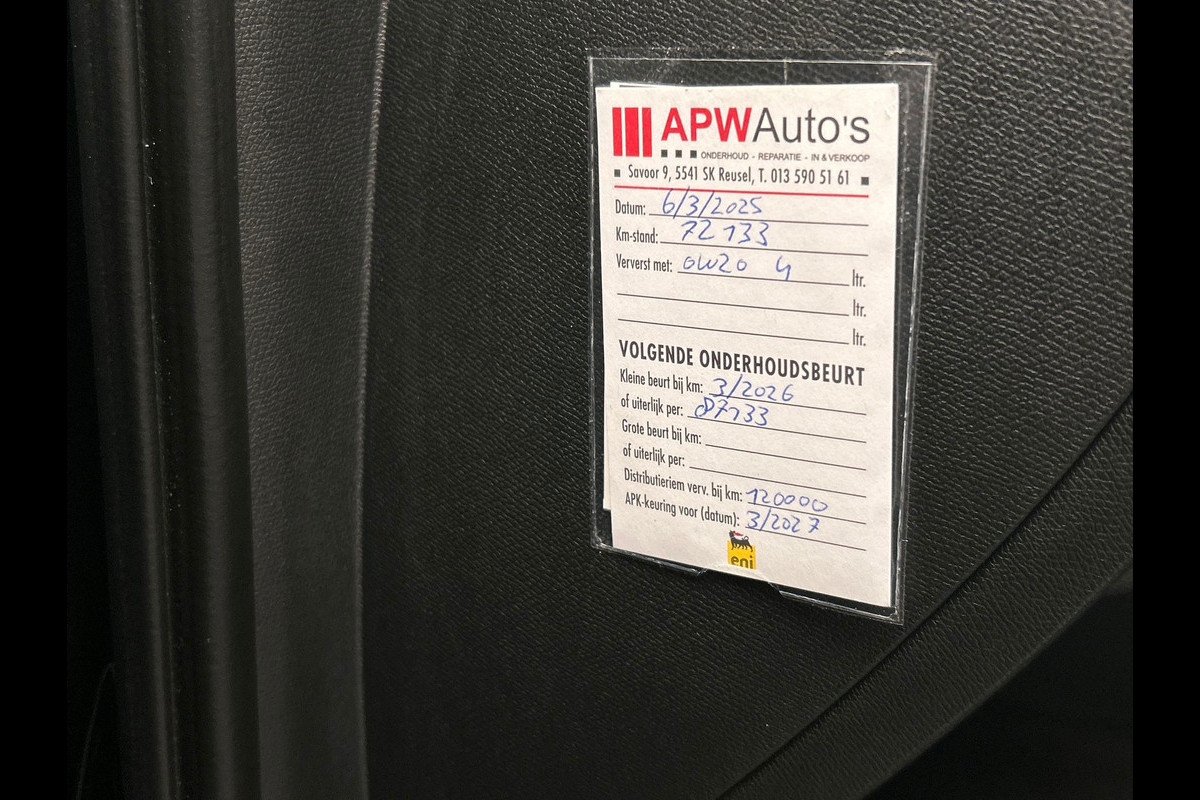 APWAuto's
ONDERHOUD - REPARATIE - IN & VERKOOP
Savoor 9, 5541 SK Reusel, T. 013 590 51 61
Datum: 6/3/2025
Km-stand: 72133
Ververst met: 0W20 4 ltr.
ltr.
ltr.
VOLGENDE ONDERHOUDSBEURT
Kleine beurt bij km: 3/2026
of uiterlijk per: 87133
Grote beurt bij km:
of uiterlijk per:
Distributieriem verv. bij km: 120000
APK-keuring voor (datum): 3/2027
eni